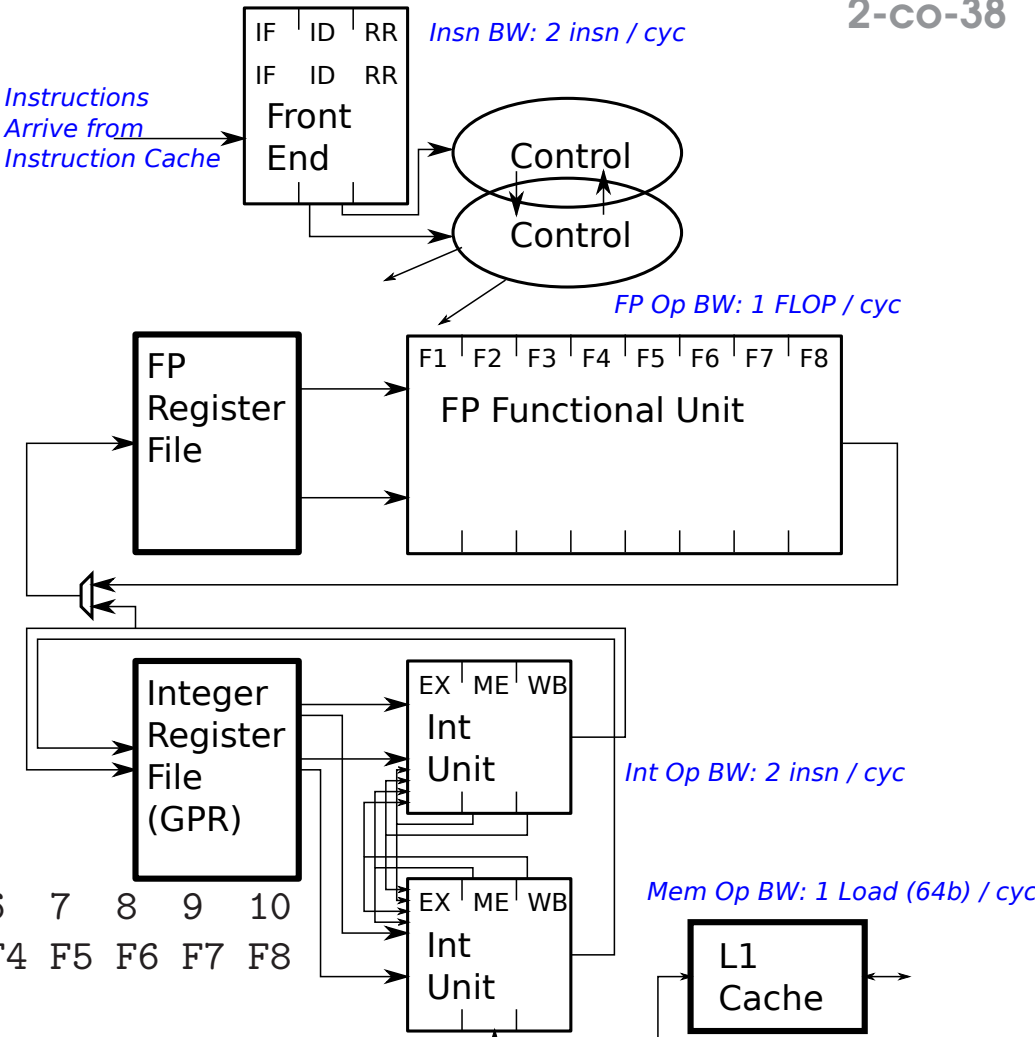 2-co-38
IF ID RR
IF ID RR
Front
End
Insn BW: 2 insn / cyc
Instructions
Arrive from
Instruction Cache
Control
Control
FP Op BW: 1 FLOP / cyc
FP
Register
File
F1 F2 F3 F4 F5 F6 F7 F8
FP Functional Unit
Integer
Register
File
(GPR)
EX ME WB
Int
Unit
Int Op BW: 2 insn / cyc
EX ME WB
Int
Unit
Mem Op BW: 1 Load (64b) / cyc
L1
Cache
7 8 9 10
F5 F6 F7 F8